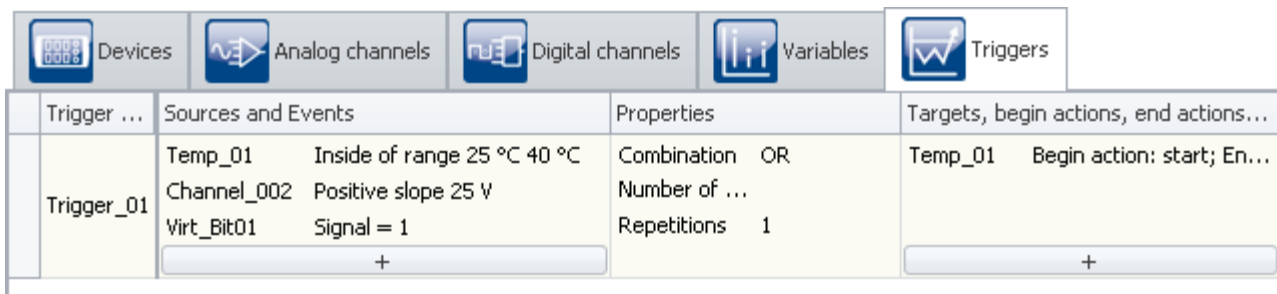 Devices Analog channels Digital channels Variables Triggers
Trigger ... Sources and Events Properties Targets, begin actions, end actions...
Trigger_01
Temp_01 Inside of range 25 °C 40 °C
Channel_002 Positive slope 25 V
Virt_Bit01 Signal = 1
+
Combination OR
Number of ...
Repetitions 1
Temp_01 Begin action: start; En...
+